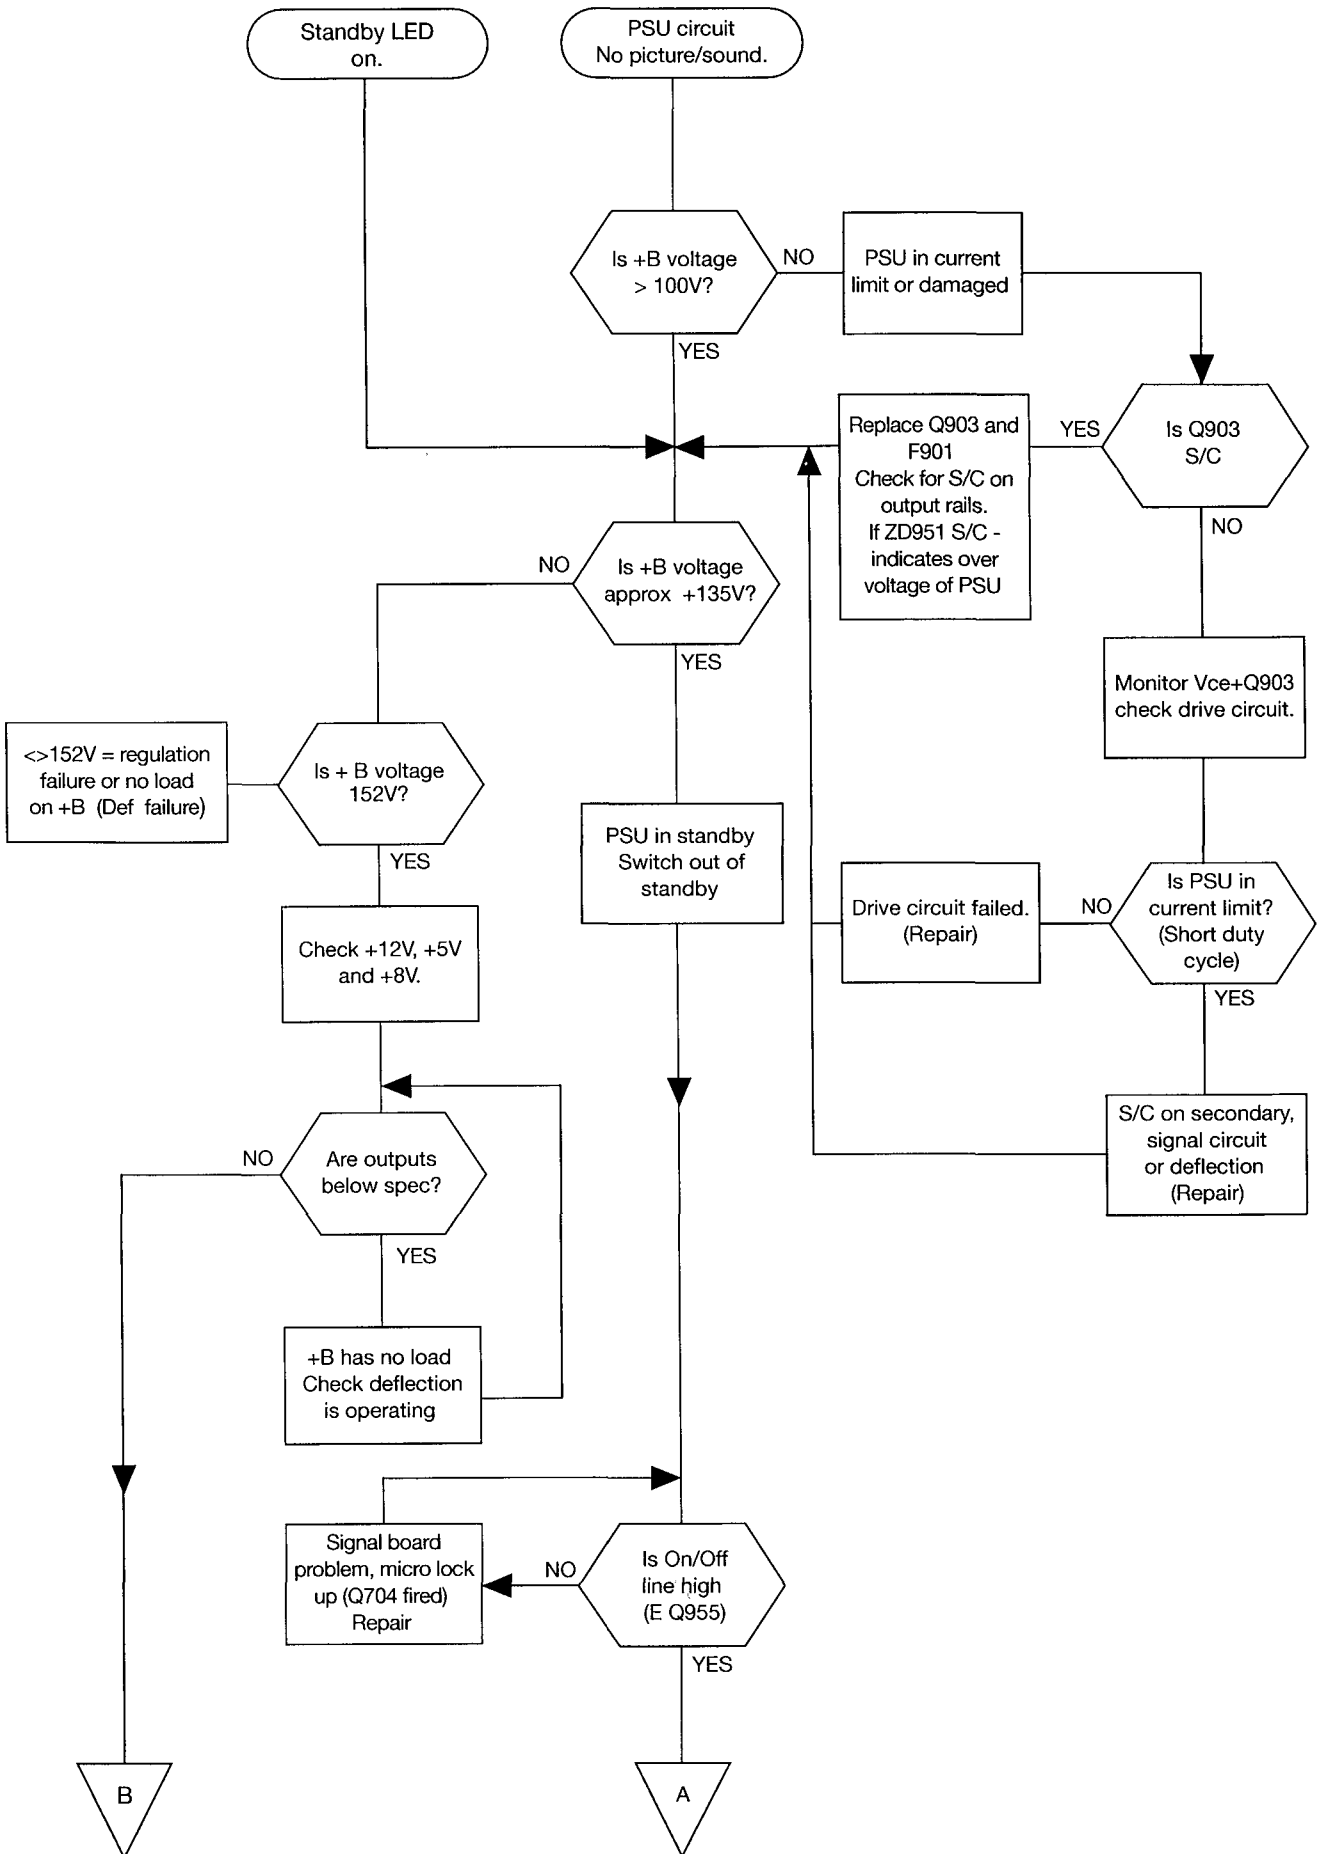 Standby LED
on.
PSU circuit
No picture/sound.
Is +B voltage
> 100V?
NO
PSU in current
limit or damaged
YES
Replace Q903 and
F901
Check for S/C on
output rails.
If ZD951 S/C -
indicates over
voltage of PSU
YES
Is Q903
S/C
NO
NO
Is +B voltage
approx +135V?
YES
Monitor Vce+Q903
check drive circuit.
<>152V = regulation
failure or no load
on +B (Def failure)
Is + B voltage
152V?
YES
PSU in standby
Switch out of
standby
Drive circuit failed.
(Repair)
NO
Is PSU in
current limit?
(Short duty
cycle)
YES
Check +12V, +5V
and +8V.
S/C on secondary,
signal circuit
or deflection
(Repair)
NO
Are outputs
below spec?
YES
+B has no load
Check deflection
is operating
Signal board
problem, micro lock
up (Q704 fired)
Repair
NO
Is On/Off
line high
(E Q955)
YES
B
A